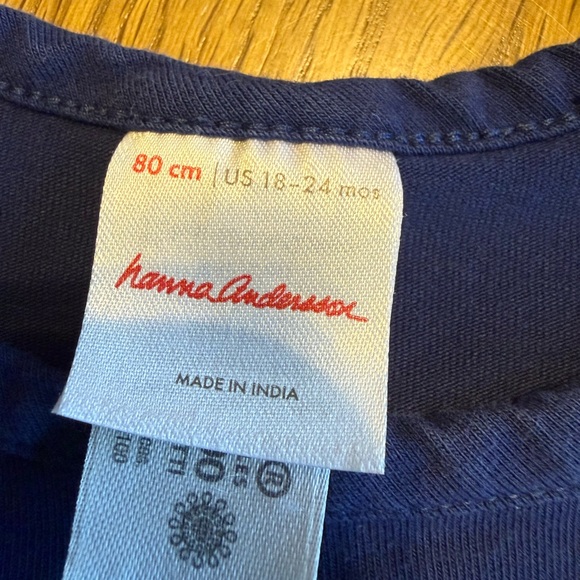 80 cm | US 18-24 mos
hanna andersson
MADE IN INDIA